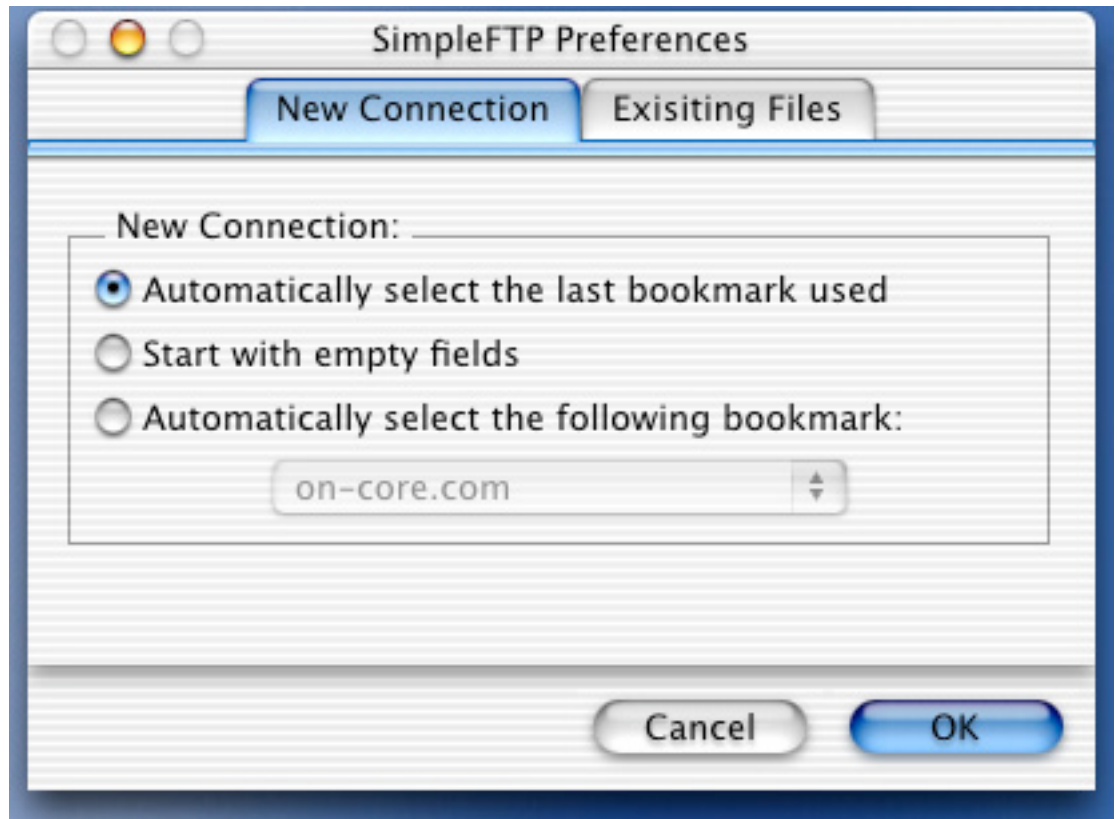 SimpleFTP Preferences
New Connection
Exisiting Files
New Connection:
Automatically select the last bookmark used
Start with empty fields
Automatically select the following bookmark:
on-core.com
Cancel
OK